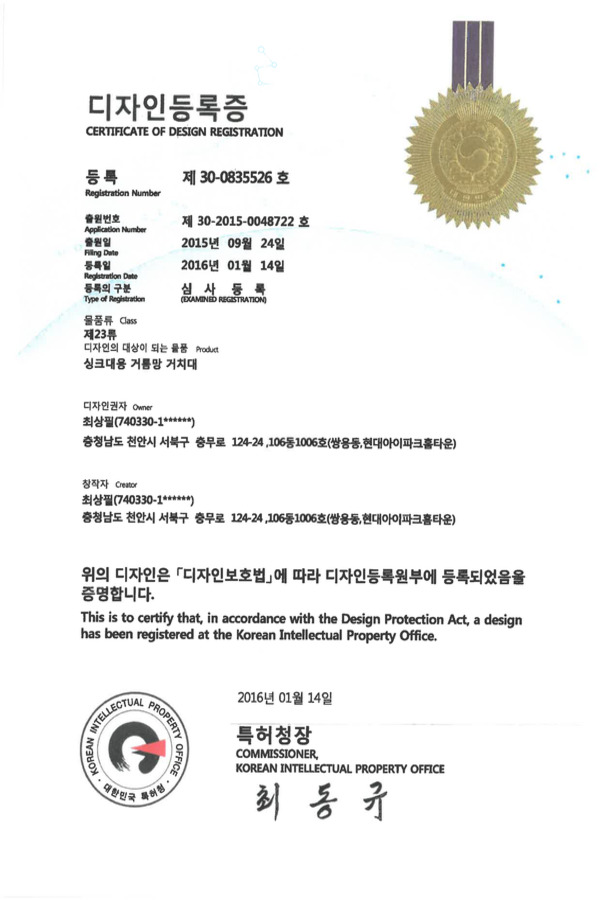 디자인등록증
CERTIFICATE OF DESIGN REGISTRATION
등록 제 30-0835526 호
Registration Number
출원번호 제 30-2015-0048722 호
Application Number
출원일 2015년 09월 24일
Filing Date
등록일 2016년 01월 14일
Registration Date
등록의 구분 심 사 등 록
Type of Registration (EXAMINED REGISTRATION)
물품류 Class
제23류
디자인의 대상이 되는 물품 Product
싱크대용 거름망 거치대
디자인권자 Owner
최상필(740330-1******)
충청남도 천안시 서북구 충무로 124-24 ,106동1006호(쌍용동,현대아이파크홈타운)
창작자 Creator
최상필(740330-1******)
충청남도 천안시 서북구 충무로 124-24 ,106동1006호(쌍용동,현대아이파크홈타운)
위의 디자인은 「디자인보호법」에 따라 디자인등록원부에 등록되었음을
증명합니다.
This is to certify that, in accordance with the Design Protection Act, a design
has been registered at the Korean Intellectual Property Office.
2016년 01월 14일
특허청장
COMMISSIONER,
KOREAN INTELLECTUAL PROPERTY OFFICE
최 동 규
KOREAN INTELLECTUAL PROPERTY OFFICE
대한민국 특허청
대한민국